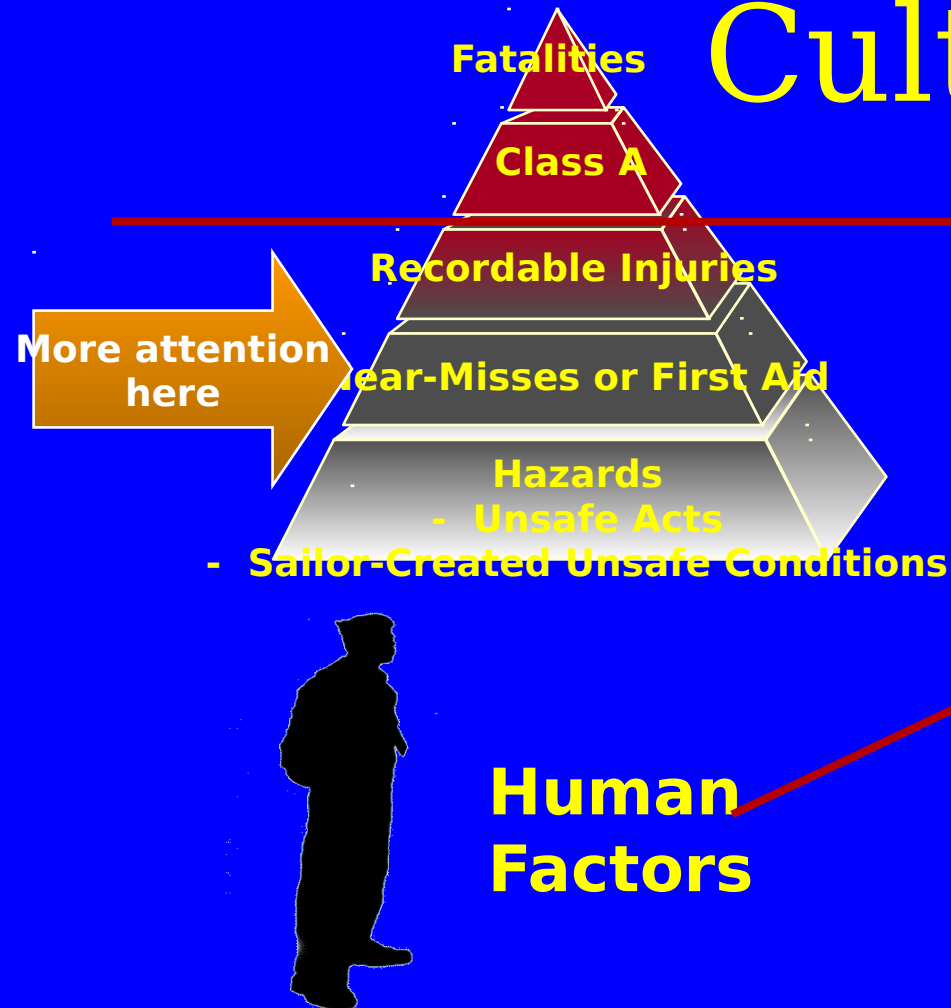 Cult
Fatalities
Class A
Recordable Injuries
More attention
here
ear-Misses or First Aid
Hazards
- Unsafe Acts
- Sailor-Created Unsafe Conditions
Human
Factors